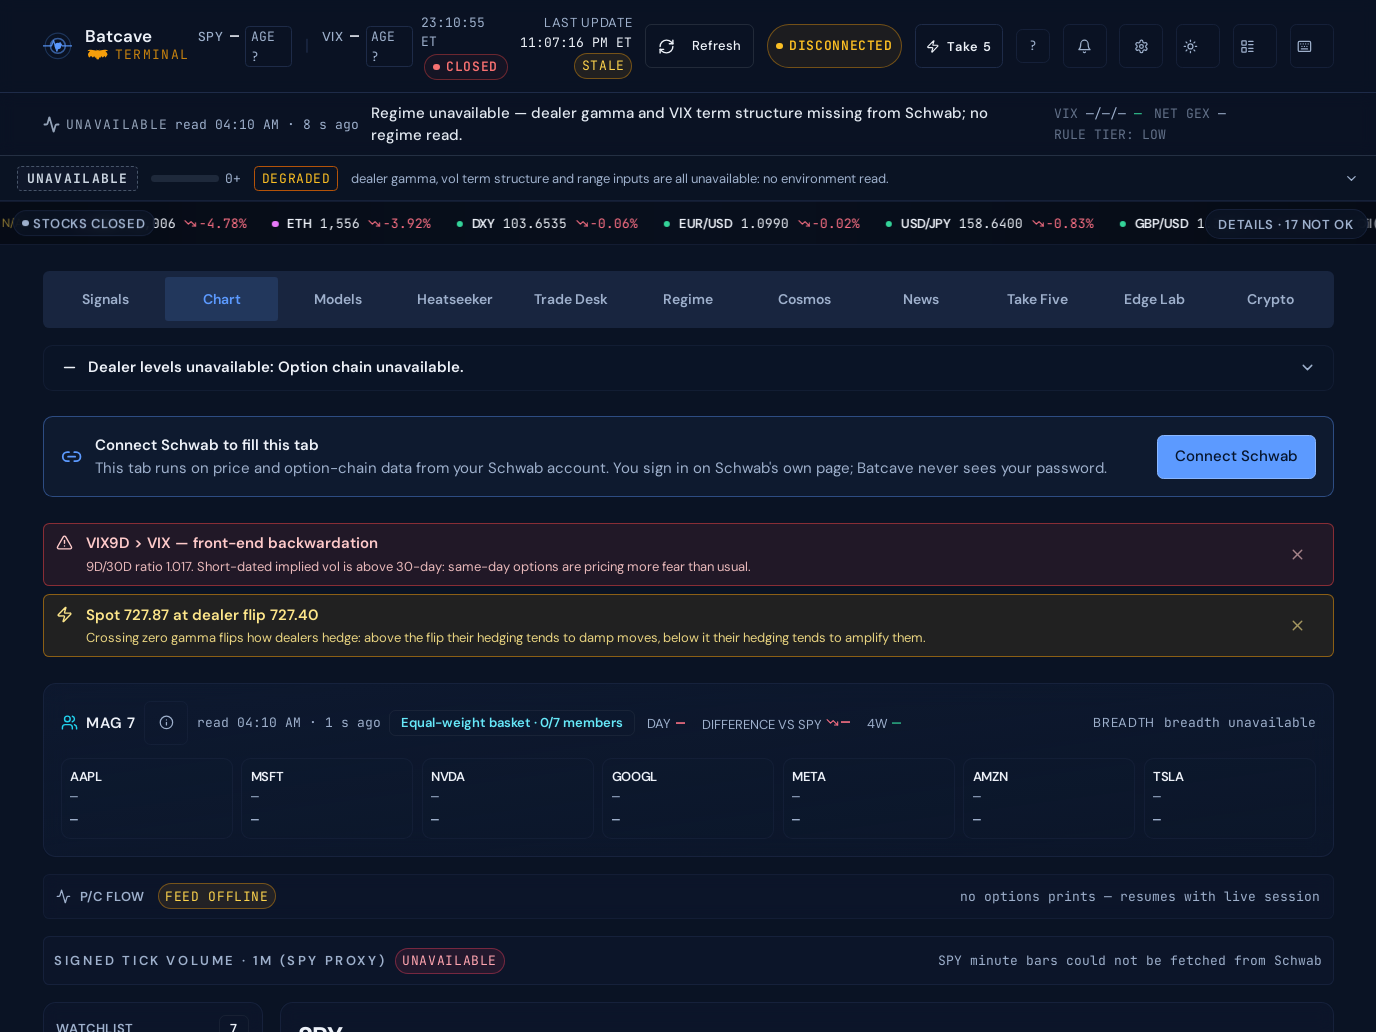 Batcave
TERMINAL
SPY — AGE ?
VIX — AGE ?
23:10:55 ET
CLOSED
LAST UPDATE
11:07:16 PM ET
STALE
Refresh
DISCONNECTED
Take 5
?
UNAVAILABLE read 04:10 AM · 8 s ago
Regime unavailable — dealer gamma and VIX term structure missing from Schwab; no
regime read.
VIX —/—/— — NET GEX —
RULE TIER: LOW
UNAVAILABLE 0+ DEGRADED dealer gamma, vol term structure and range inputs are all unavailable: no environment read.
STOCKS CLOSED 006 -4.78% ETH 1,556 -3.92% DXY 103.6535 -0.06% EUR/USD 1.0990 -0.02% USD/JPY 158.6400 -0.83% GBP/USD 1 DETAILS · 17 NOT OK
Signals Chart Models Heatseeker Trade Desk Regime Cosmos News Take Five Edge Lab Crypto
— Dealer levels unavailable: Option chain unavailable.
Connect Schwab to fill this tab
This tab runs on price and option-chain data from your Schwab account. You sign in on Schwab's own page; Batcave never sees your password.
Connect Schwab
VIX9D > VIX — front-end backwardation
9D/30D ratio 1.017. Short-dated implied vol is above 30-day: same-day options are pricing more fear than usual.
Spot 727.87 at dealer flip 727.40
Crossing zero gamma flips how dealers hedge: above the flip their hedging tends to damp moves, below it their hedging tends to amplify them.
MAG 7 read 04:10 AM · 1 s ago Equal-weight basket · 0/7 members DAY — DIFFERENCE VS SPY — 4W — BREADTH breadth unavailable
AAPL MSFT NVDA GOOGL META AMZN TSLA
— — — — — — —
— — — — — — —
P/C FLOW FEED OFFLINE no options prints — resumes with live session
SIGNED TICK VOLUME · 1M (SPY PROXY) UNAVAILABLE SPY minute bars could not be fetched from Schwab
WATCHLIST 7